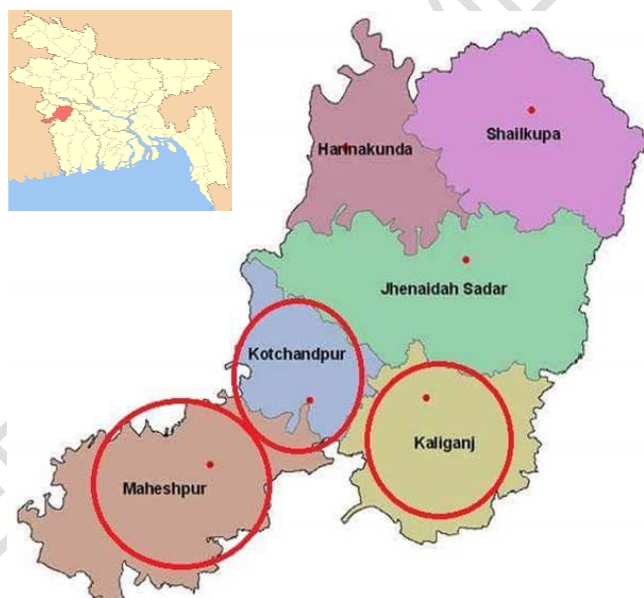 Shailkupa
Harinakunda
Jhenaidah Sadar
Kotchandpur
Kaliganj
Maheshpur